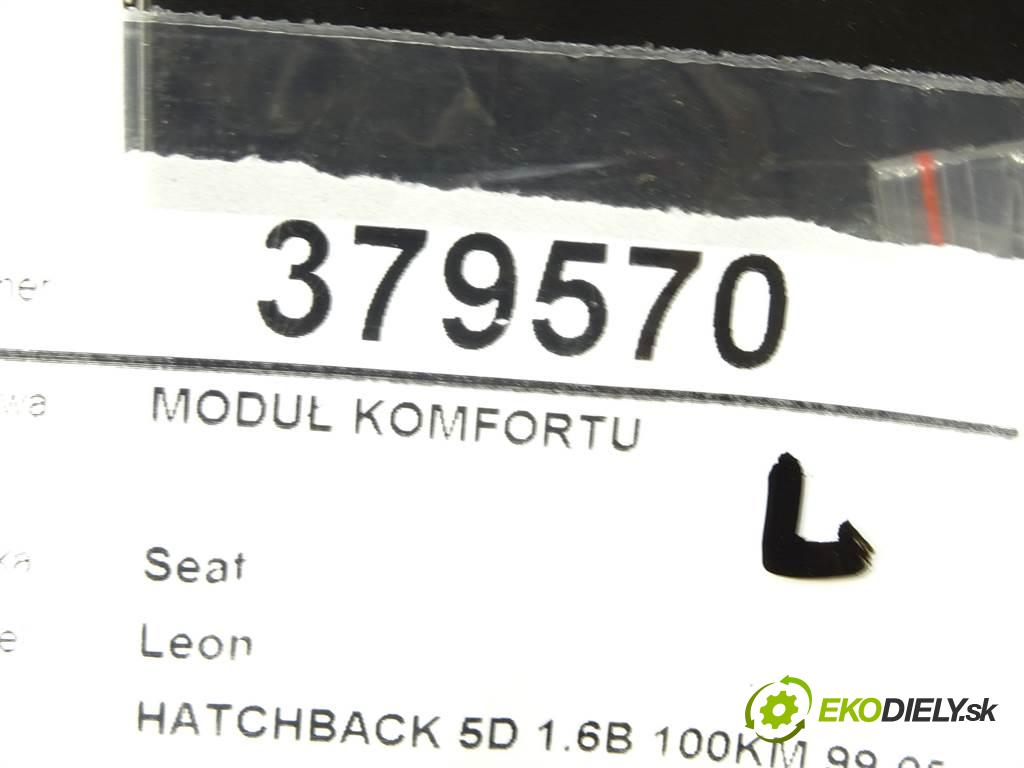 379570
MODUŁ KOMFORTU
L
Seat
Leon
HATCHBACK 5D 1.6B 100KM
EKODIELY.sk